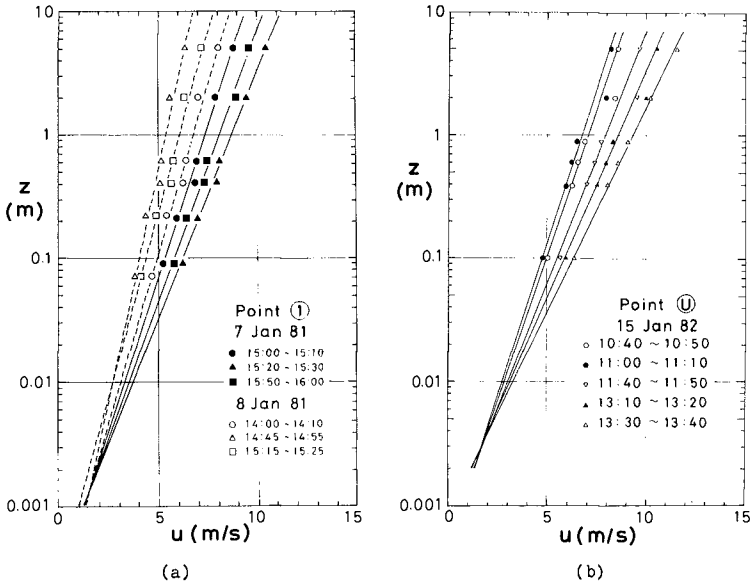 10
1
z
(m)
0.1
0.01
0.001
0
5
10
15
u (m/s)
Point ①
7 Jan 81
● 15:00 ~ 15:10
▲ 15:20 ~ 15:30
■ 15:50 ~ 16:00
8 Jan 81
○ 14:00 ~ 14:10
△ 14:45 ~ 14:55
□ 15:15 ~ 15:25
(a)
10
1
z
(m)
0.1
0.01
0.001
0
5
10
15
u (m/s)
Point Ⓤ
15 Jan 82
○ 10:40 ~ 10:50
● 11:00 ~ 11:10
▽ 11:40 ~ 11:50
▲ 13:10 ~ 13:20
△ 13:30 ~ 13:40
(b)